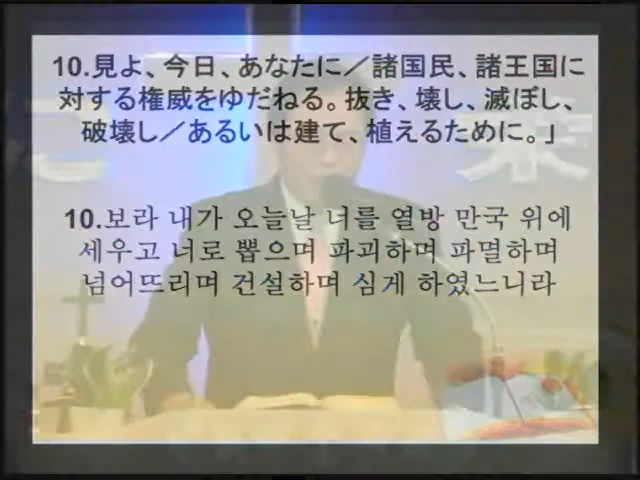 10.見よ、今日、あなたに／諸国民、諸王国に
対する権威をゆだねる。抜き、壊し、滅ぼし、
破壊し／あるいは建て、植えるために。」
10.보라 내가 오늘날 너를 열방 만국 위에
세우고 너로 뽑으며 파괴하며 파멸하며
넘어뜨리며 건설하며 심게 하였느니라